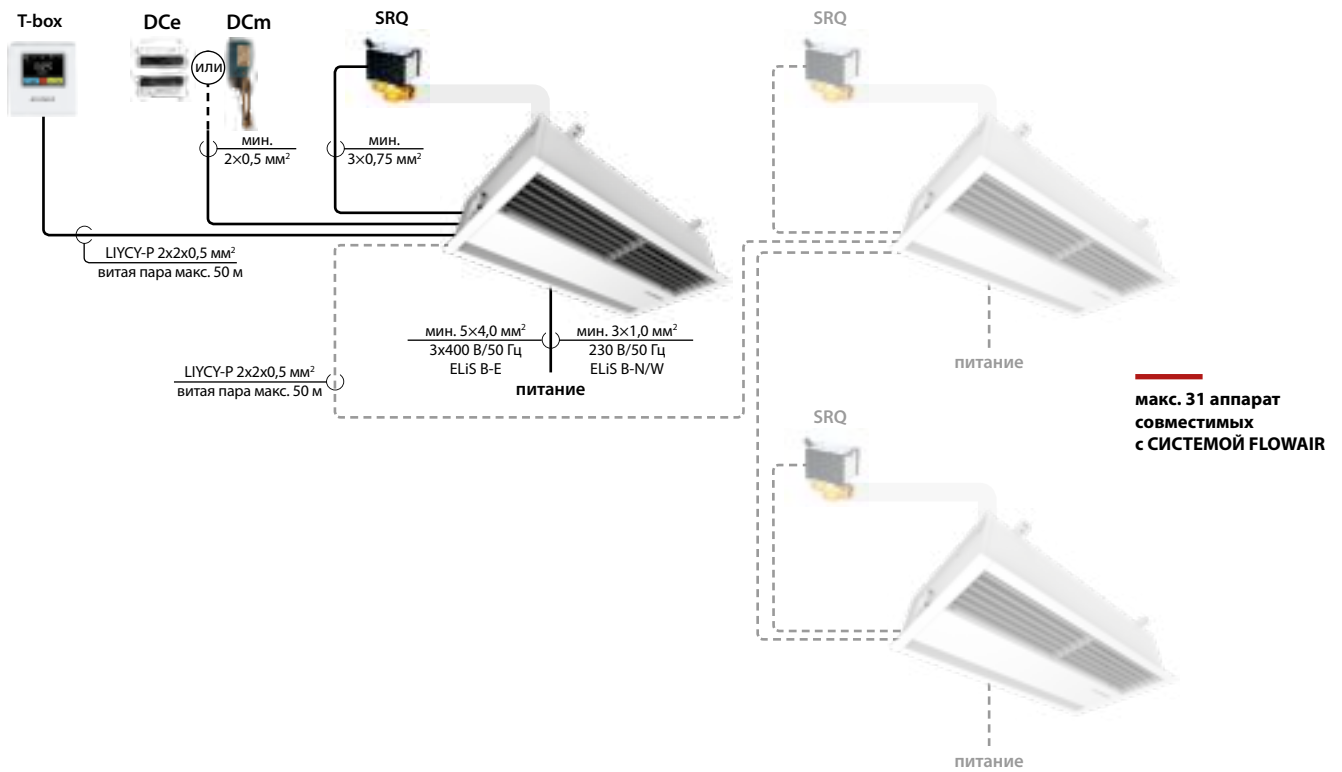 T-box
DCe
DCm
SRQ
SRQ
или
мин.
2×0,5 мм²
мин.
3×0,75 мм²
LIYCY-P 2x2x0,5 мм²
витая пара макс. 50 м
мин. 5×4,0 мм²
3x400 В/50 Гц
ELiS B-E
мин. 3×1,0 мм²
230 В/50 Гц
ELiS B-N/W
питание
питание
LIYCY-P 2x2x0,5 мм²
витая пара макс. 50 м
макс. 31 аппарат
совместимых
с СИСТЕМОЙ FLOWAIR
SRQ
питание